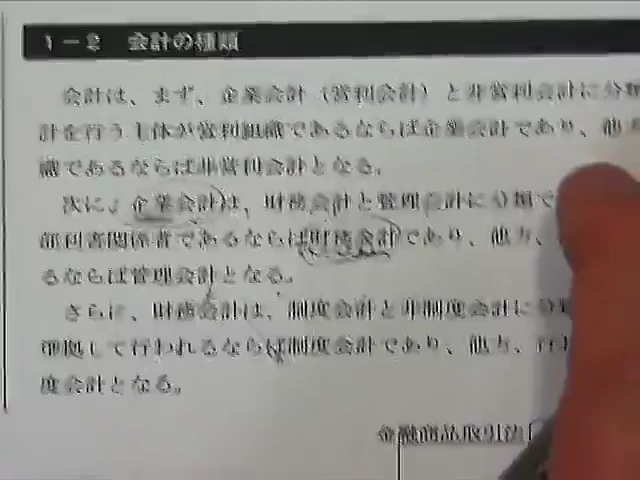 1－2 会計の種類
会計は、まず、企業会計（営利会計）と非営利会計に分類
計を行う主体が営利組織であるならば企業会計であり、他方
織であるならば非営利会計となる。
次に、企業会計は、財務会計と管理会計に分類で
部利害関係者であるならば財務会計であり、他方、
るならば管理会計となる。
さらに、財務会計は、制度会計と非制度会計に分類
準拠して行われるならば制度会計であり、他方、行わ
度会計となる。
金融商品取引法